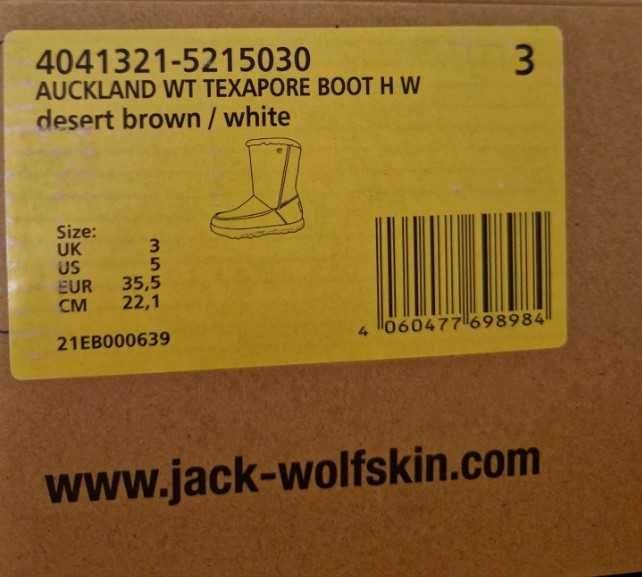 4041321-5215030 3
AUCKLAND WT TEXAPORE BOOT H W
desert brown / white
Size:
UK 3
US 5
EUR 35,5
CM 22,1
21EB000639
4 060477 698984
www.jack-wolfskin.com